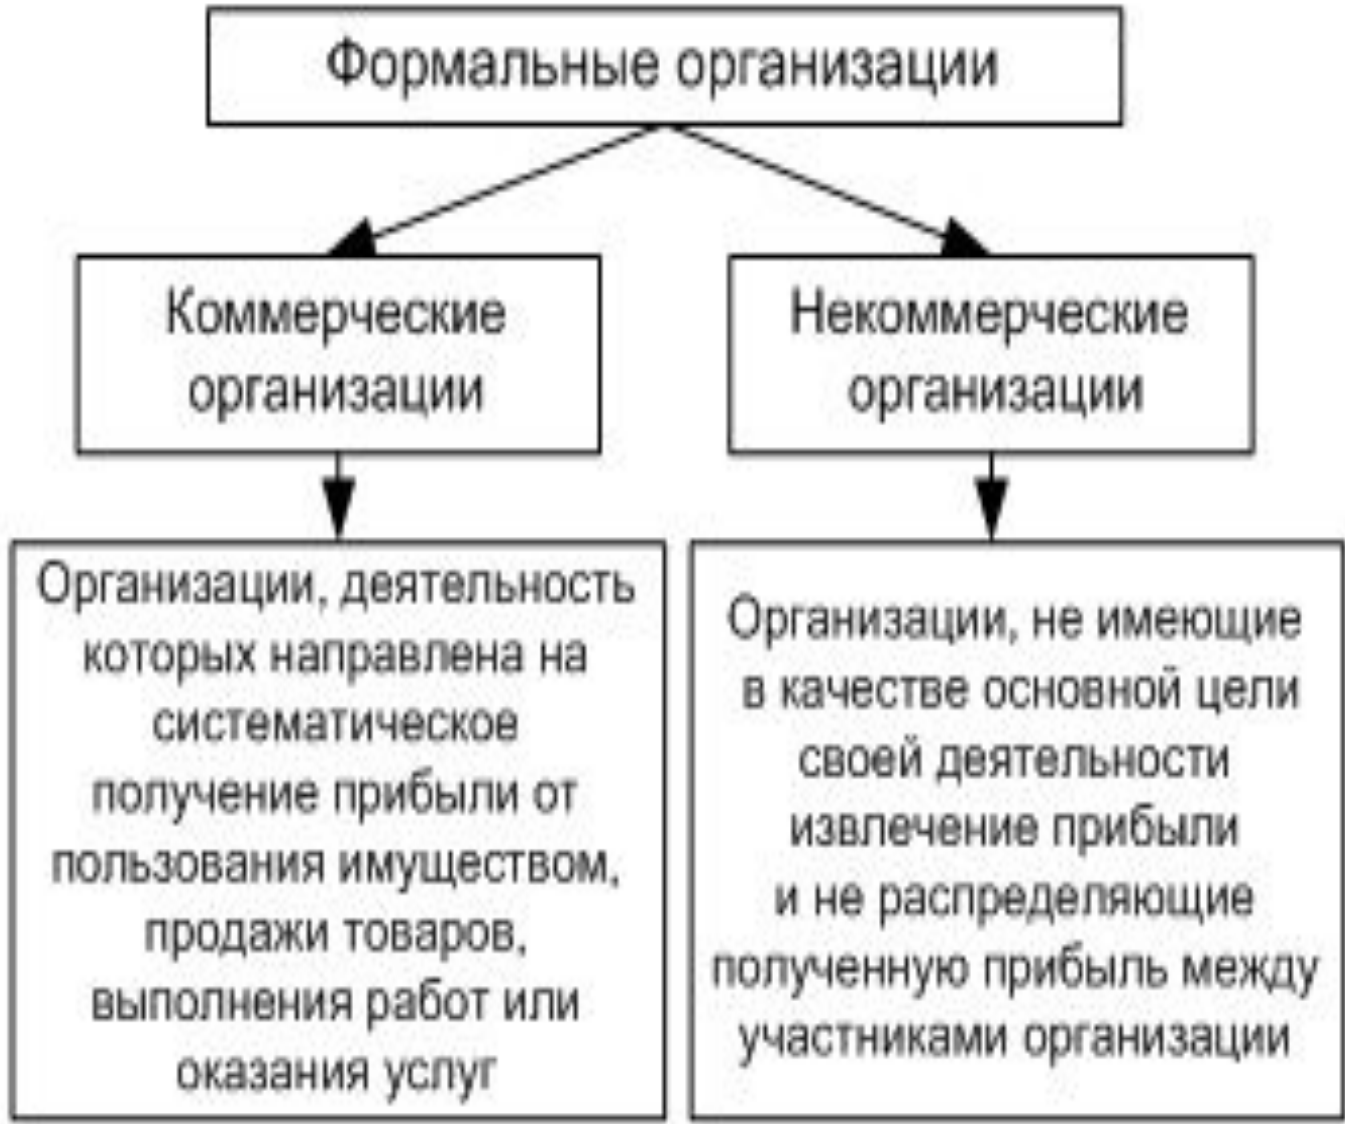 Формальные организации
Коммерческие
организации
Некоммерческие
организации
Организации, деятельность
которых направлена на
систематическое
получение прибыли от
пользования имуществом,
продажи товаров,
выполнения работ или
оказания услуг
Организации, не имеющие
в качестве основной цели
своей деятельности
извлечение прибыли
и не распределяющие
полученную прибыль между
участниками организации